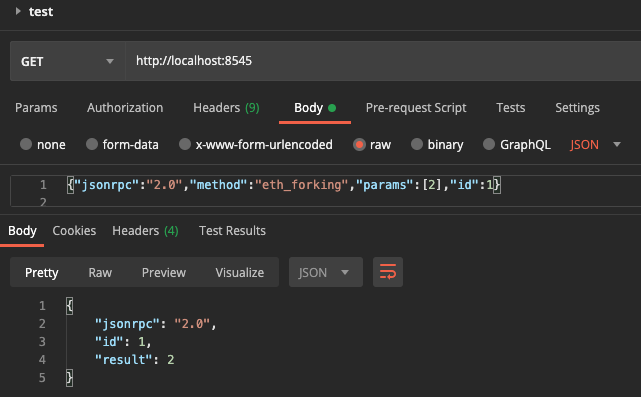 test
GET http://localhost:8545
Params Authorization Headers (9) Body Pre-request Script Tests Settings
none form-data x-www-form-urlencoded raw binary GraphQL JSON
1 {"jsonrpc":"2.0","method":"eth_forking","params":[2],"id":1}
2
Body Cookies Headers (4) Test Results
Pretty Raw Preview Visualize JSON
1 {
2 "jsonrpc": "2.0",
3 "id": 1,
4 "result": 2
5 }